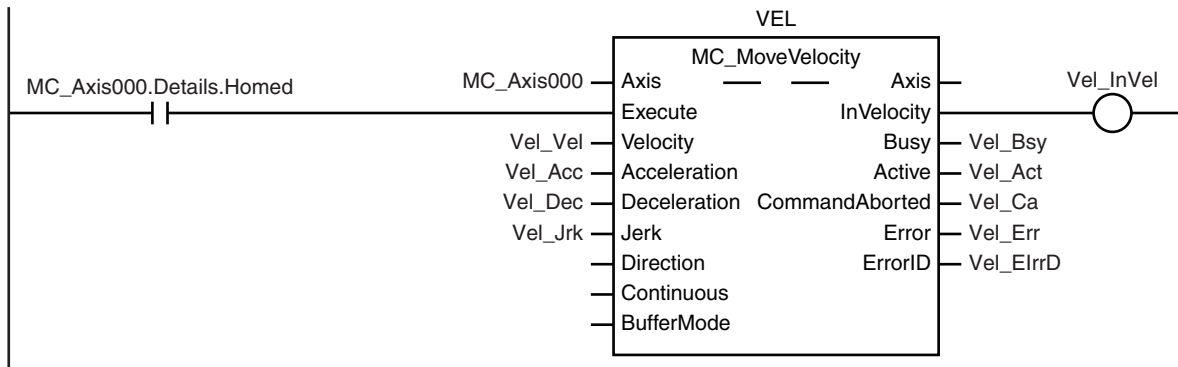 VEL
MC_MoveVelocity
MC_Axis000.Details.Homed
MC_Axis000 Axis Axis Vel_InVel
Execute InVelocity
Vel_Vel Velocity Busy Vel_Bsy
Vel_Acc Acceleration Active Vel_Act
Vel_Dec Deceleration CommandAborted Vel_Ca
Vel_Jrk Jerk Error Vel_Err
Direction ErrorID Vel_EIrrD
Continuous
BufferMode